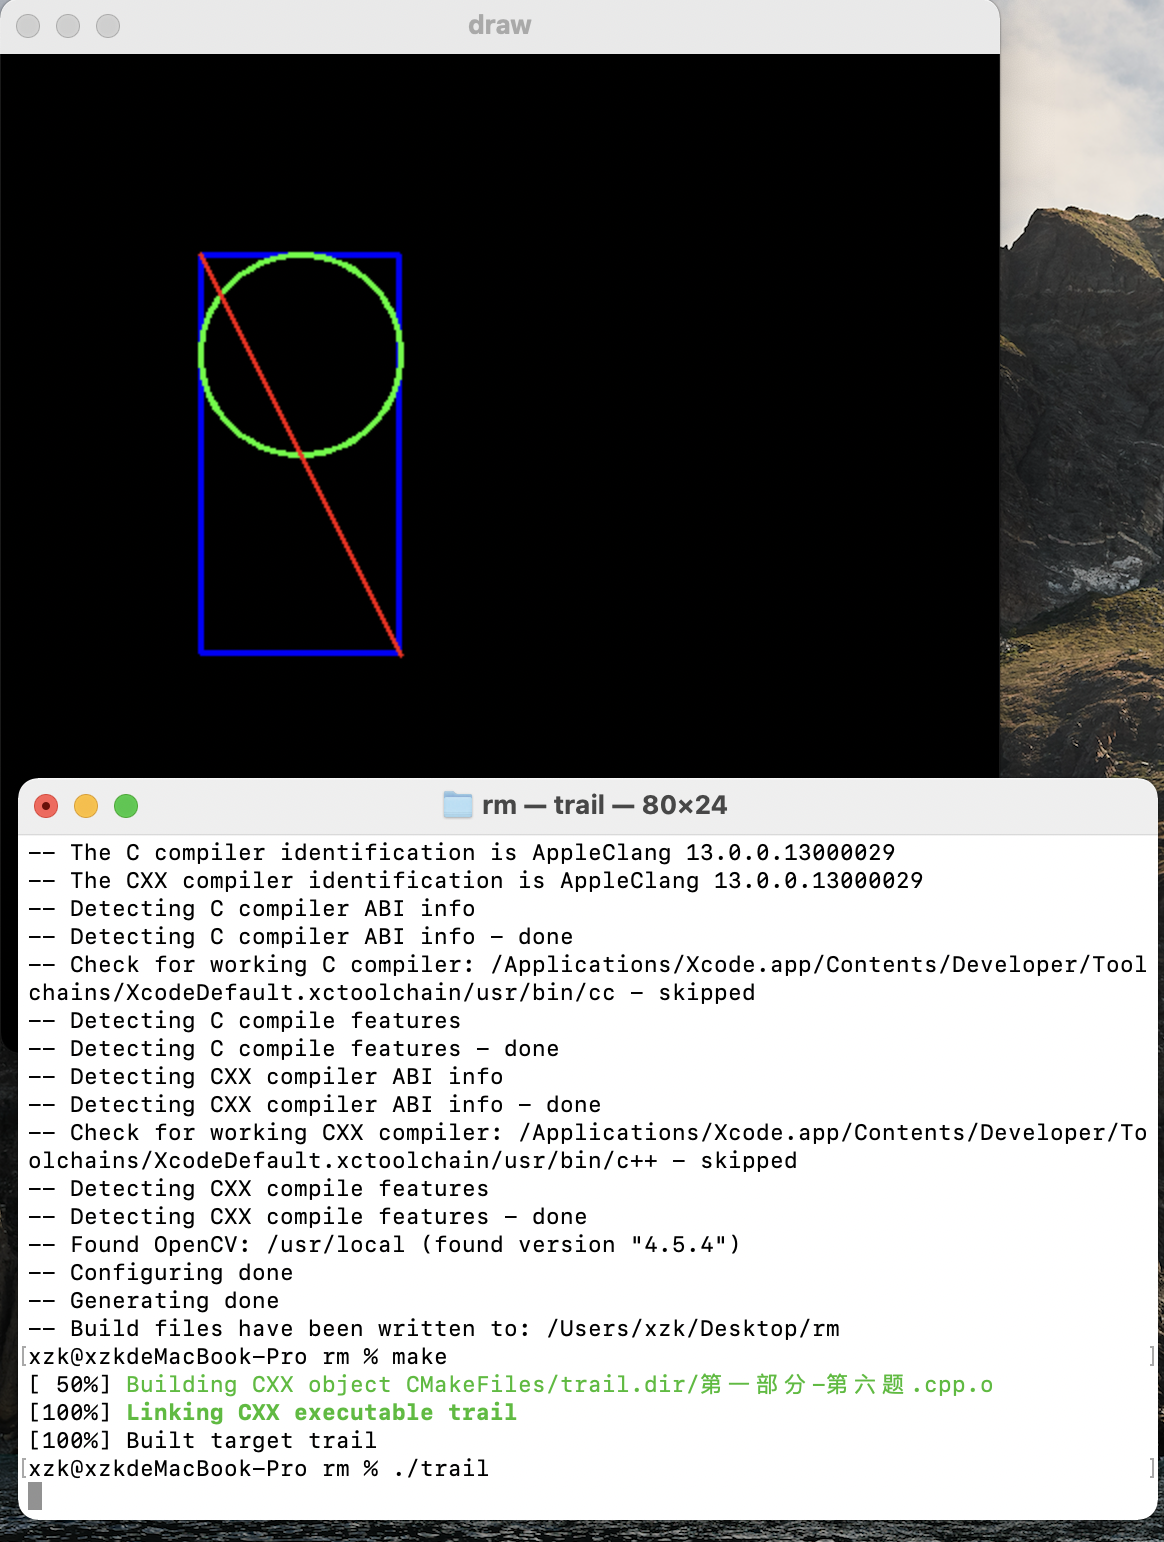 draw
rm — trail — 80×24
-- The C compiler identification is AppleClang 13.0.0.13000029
-- The CXX compiler identification is AppleClang 13.0.0.13000029
-- Detecting C compiler ABI info
-- Detecting C compiler ABI info - done
-- Check for working C compiler: /Applications/Xcode.app/Contents/Developer/Tool
chains/XcodeDefault.xctoolchain/usr/bin/cc - skipped
-- Detecting C compile features
-- Detecting C compile features - done
-- Detecting CXX compiler ABI info
-- Detecting CXX compiler ABI info - done
-- Check for working CXX compiler: /Applications/Xcode.app/Contents/Developer/To
olchains/XcodeDefault.xctoolchain/usr/bin/c++ - skipped
-- Detecting CXX compile features
-- Detecting CXX compile features - done
-- Found OpenCV: /usr/local (found version "4.5.4")
-- Configuring done
-- Generating done
-- Build files have been written to: /Users/xzk/Desktop/rm
[xzk@xzkdeMacBook-Pro rm % make ]
[ 50%] Building CXX object CMakeFiles/trail.dir/第一部分-第六题.cpp.o
[100%] Linking CXX executable trail
[100%] Built target trail
[xzk@xzkdeMacBook-Pro rm % ./trail ]